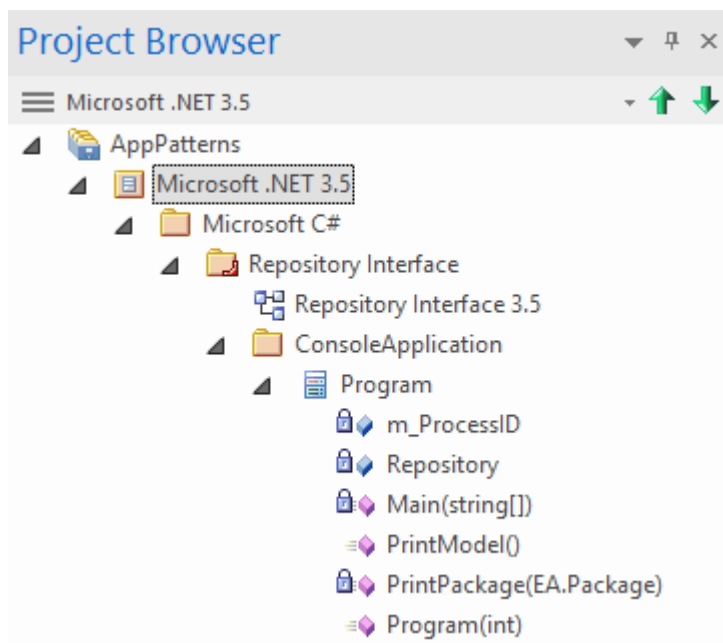 Project Browser
Microsoft .NET 3.5
AppPatterns
Microsoft .NET 3.5
Microsoft C#
Repository Interface
Repository Interface 3.5
ConsoleApplication
Program
m_ProcessID
Repository
Main(string[])
PrintModel()
PrintPackage(EA.Package)
Program(int)